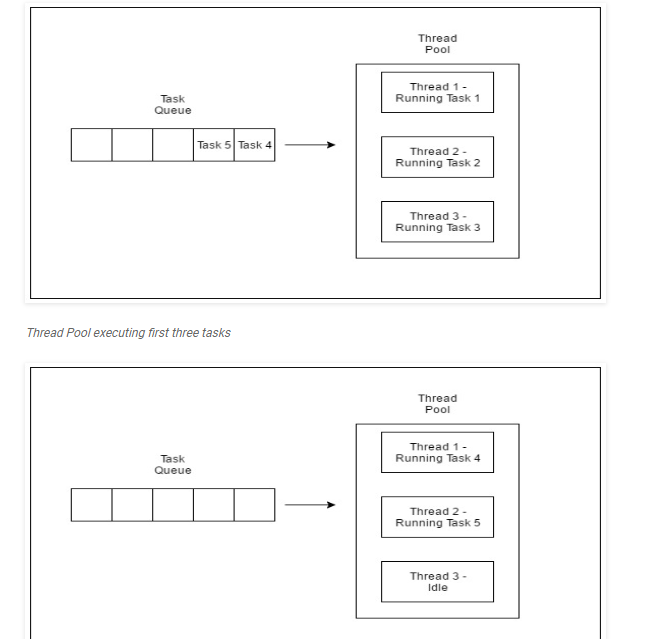 Thread
Pool
Thread 1 -
Running Task 1
Task
Queue
Task 5 Task 4
Thread 2 -
Running Task 2
Thread 3 -
Running Task 3
Thread Pool executing first three tasks
Thread
Pool
Thread 1 -
Running Task 4
Task
Queue
Thread 2 -
Running Task 5
Thread 3 -
Idle